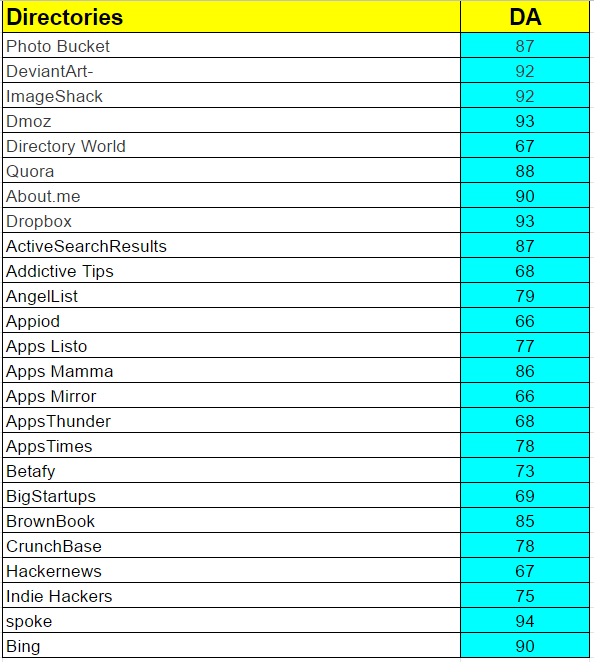 Directories DA
Photo Bucket 87
DeviantArt- 92
ImageShack 92
Dmoz 93
Directory World 67
Quora 88
About.me 90
Dropbox 93
ActiveSearchResults 87
Addictive Tips 68
AngelList 79
Appiod 66
Apps Listo 77
Apps Mamma 86
Apps Mirror 66
AppsThunder 68
AppsTimes 78
Betafy 73
BigStartups 69
BrownBook 85
CrunchBase 78
Hackernews 67
Indie Hackers 75
spoke 94
Bing 90